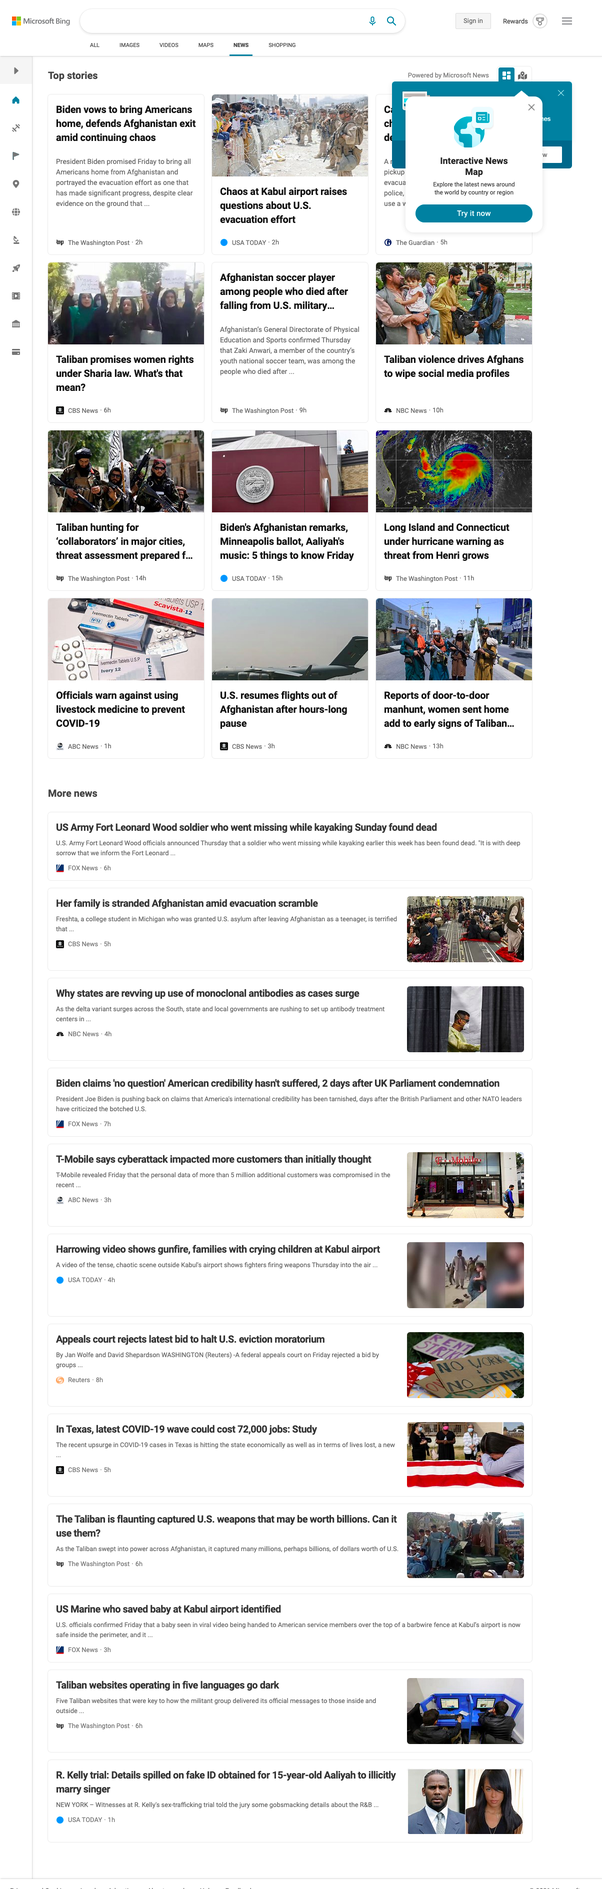 Microsoft Bing
Sign in
Rewards
ALL
IMAGES
VIDEOS
MAPS
NEWS
SHOPPING
Top stories
Powered by Microsoft News
Interactive News
Map
Explore the latest news around
the world by country or region
Try it now
Biden vows to bring Americans
home, defends Afghanistan exit
amid continuing chaos
President Biden promised Friday to bring all
Americans home from Afghanistan and
portrayed the evacuation effort as one that
has made significant progress, despite clear
evidence on the ground that ...
The Washington Post · 2h
Chaos at Kabul airport raises
questions about U.S.
evacuation effort
USA TODAY · 2h
pickup
evacua
police,
use a
The Guardian · 5h
Taliban promises women rights
under Sharia law. What's that
mean?
CBS News · 6h
Afghanistan soccer player
among people who died after
falling from U.S. military...
Afghanistan's General Directorate of Physical
Education and Sports confirmed Thursday
that Zaki Anwari, a member of the country's
youth national soccer team, was among the
people who died after ...
The Washington Post · 9h
Taliban violence drives Afghans
to wipe social media profiles
NBC News · 10h
Taliban hunting for
'collaborators' in major cities,
threat assessment prepared f...
The Washington Post · 14h
Biden's Afghanistan remarks,
Minneapolis ballot, Aaliyah's
music: 5 things to know Friday
USA TODAY · 15h
Long Island and Connecticut
under hurricane warning as
threat from Henri grows
The Washington Post · 11h
Scavista-12
Officials warn against using
livestock medicine to prevent
COVID-19
ABC News · 1h
U.S. resumes flights out of
Afghanistan after hours-long
pause
CBS News · 3h
Reports of door-to-door
manhunt, women sent home
add to early signs of Taliban...
NBC News · 13h
More news
US Army Fort Leonard Wood soldier who went missing while kayaking Sunday found dead
U.S. Army Fort Leonard Wood officials announced Thursday that a soldier who went missing while kayaking earlier this week has been found dead. "It is with deep
sorrow that we inform the Fort Leonard ...
FOX News · 6h
Her family is stranded Afghanistan amid evacuation scramble
Freshta, a college student in Michigan who was granted U.S. asylum after leaving Afghanistan as a teenager, is terrified
that ...
CBS News · 5h
Why states are revving up use of monoclonal antibodies as cases surge
As the delta variant surges across the South, state and local governments are rushing to set up antibody treatment
centers in ...
NBC News · 4h
Biden claims 'no question' American credibility hasn't suffered, 2 days after UK Parliament condemnation
President Joe Biden is pushing back on claims that America's international credibility has been tarnished, days after the British Parliament and other NATO leaders
have criticized the botched U.S.
FOX News · 7h
T-Mobile says cyberattack impacted more customers than initially thought
T-Mobile revealed Friday that the personal data of more than 5 million additional customers was compromised in the
recent ...
ABC News · 3h
Harrowing video shows gunfire, families with crying children at Kabul airport
A video of the tense, chaotic scene outside Kabul's airport shows fighters firing weapons Thursday into the air ...
USA TODAY · 4h
Appeals court rejects latest bid to halt U.S. eviction moratorium
By Jan Wolfe and David Shepardson WASHINGTON (Reuters) -A federal appeals court on Friday rejected a bid by
groups ...
Reuters · 8h
NO WORK
NO RENT
In Texas, latest COVID-19 wave could cost 72,000 jobs: Study
The recent upsurge in COVID-19 cases in Texas is hitting the state economically as well as in terms of lives lost, a new
...
CBS News · 5h
The Taliban is flaunting captured U.S. weapons that may be worth billions. Can it
use them?
As the Taliban swept into power across Afghanistan, it captured many millions, perhaps billions, of dollars worth of U.S.
The Washington Post · 6h
US Marine who saved baby at Kabul airport identified
U.S. officials confirmed Friday that a baby seen in viral video being handed to American service members over the top of a barbwire fence at Kabul's airport is now
safe inside the perimeter, and it ...
FOX News · 3h
Taliban websites operating in five languages go dark
Five Taliban websites that were key to how the militant group delivered its official messages to those inside and
outside ...
The Washington Post · 6h
R. Kelly trial: Details spilled on fake ID obtained for 15-year-old Aaliyah to illicitly
marry singer
NEW YORK – Witnesses at R. Kelly's sex-trafficking trial told the jury some gobsmacking details about the R&B ...
USA TODAY · 1h